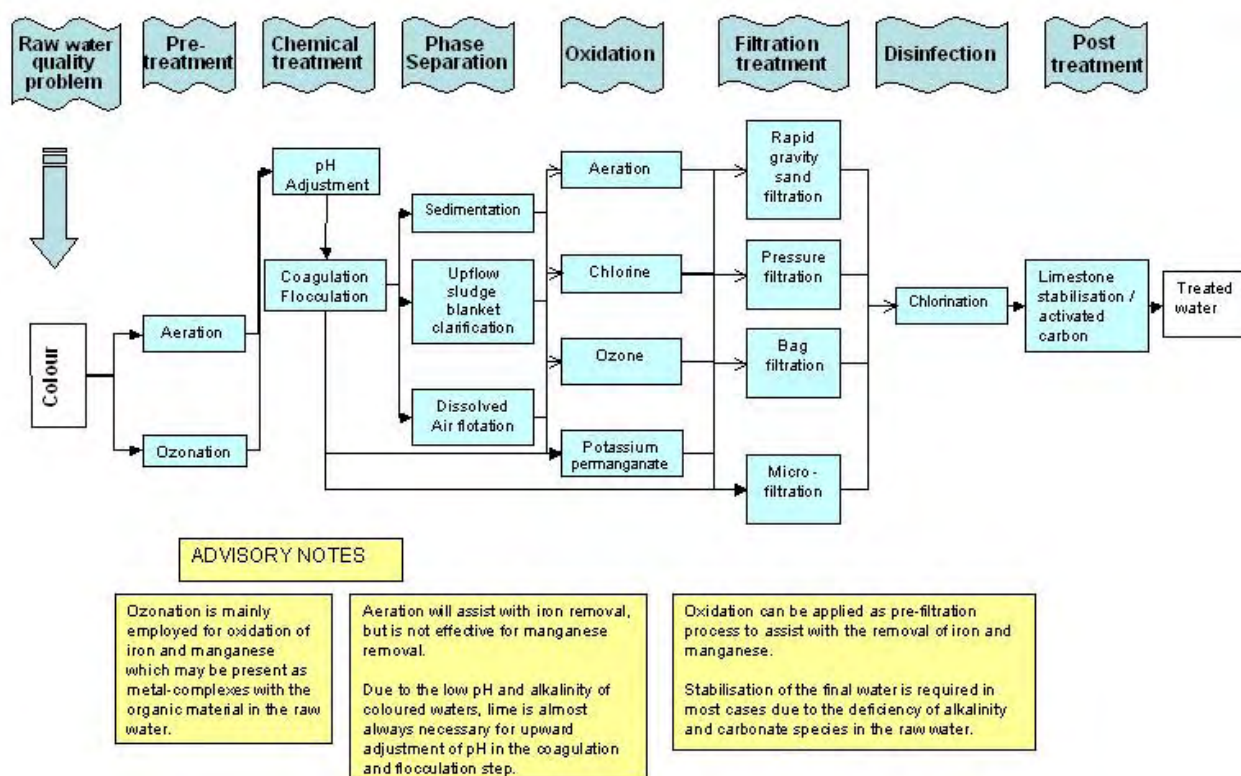 Raw water
quality
problem
Pre-
treatment
Chemical
treatment
Phase
Separation
Oxidation
Filtration
treatment
Disinfection
Post
treatment
Colour
Aeration
Ozonation
pH
Adjustment
Coagulation
Flocculation
Sedimentation
Upflow
sludge
blanket
clarification
Dissolved
Air flotation
Aeration
Chlorine
Ozone
Potassium
permanganate
Rapid
gravity
sand
filtration
Pressure
filtration
Bag
filtration
Micro -
filtration
Chlorination
Limestone
stabilisation /
activated
carbon
Treated
water
ADVISORY NOTES
Ozonation is mainly
employed for oxidation of
iron and manganese
which may be present as
metal-complexes with the
organic material in the raw
water.
Aeration will assist with iron removal,
but is not effective for manganese
removal.
Due to the low pH and alkalinity of
coloured waters, lime is almost
always necessary for upward
adjustment of pH in the coagulation
and flocculation step.
Oxidation can be applied as pre-filtration
process to assist with the removal of iron and
manganese.
Stabilisation of the final water is required in
most cases due to the deficiency of alkalinity
and carbonate species in the raw water.